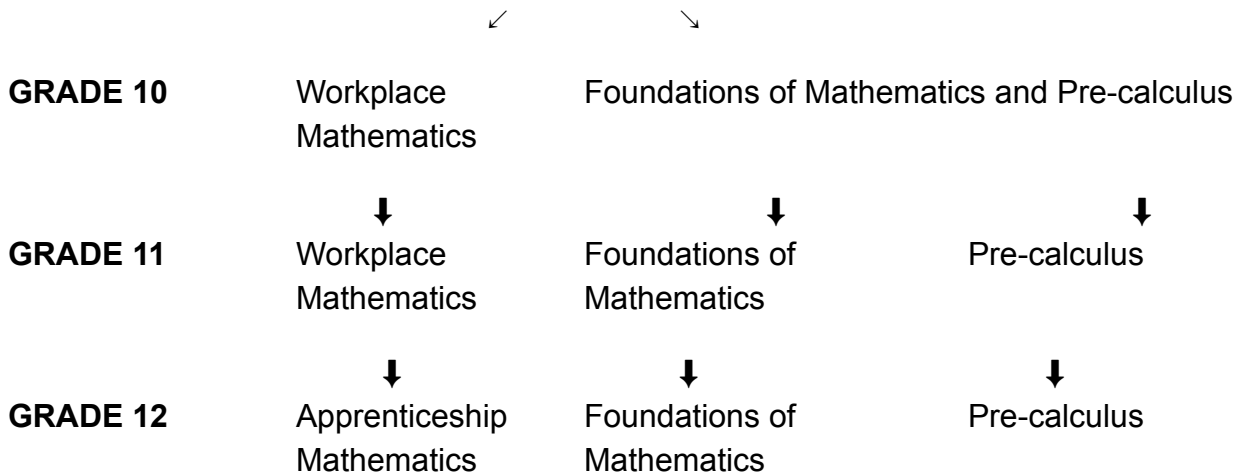 GRADE 10 Workplace Mathematics Foundations of Mathematics and Pre-calculus
GRADE 11 Workplace Mathematics Foundations of Mathematics Pre-calculus
GRADE 12 Apprenticeship Mathematics Foundations of Mathematics Pre-calculus